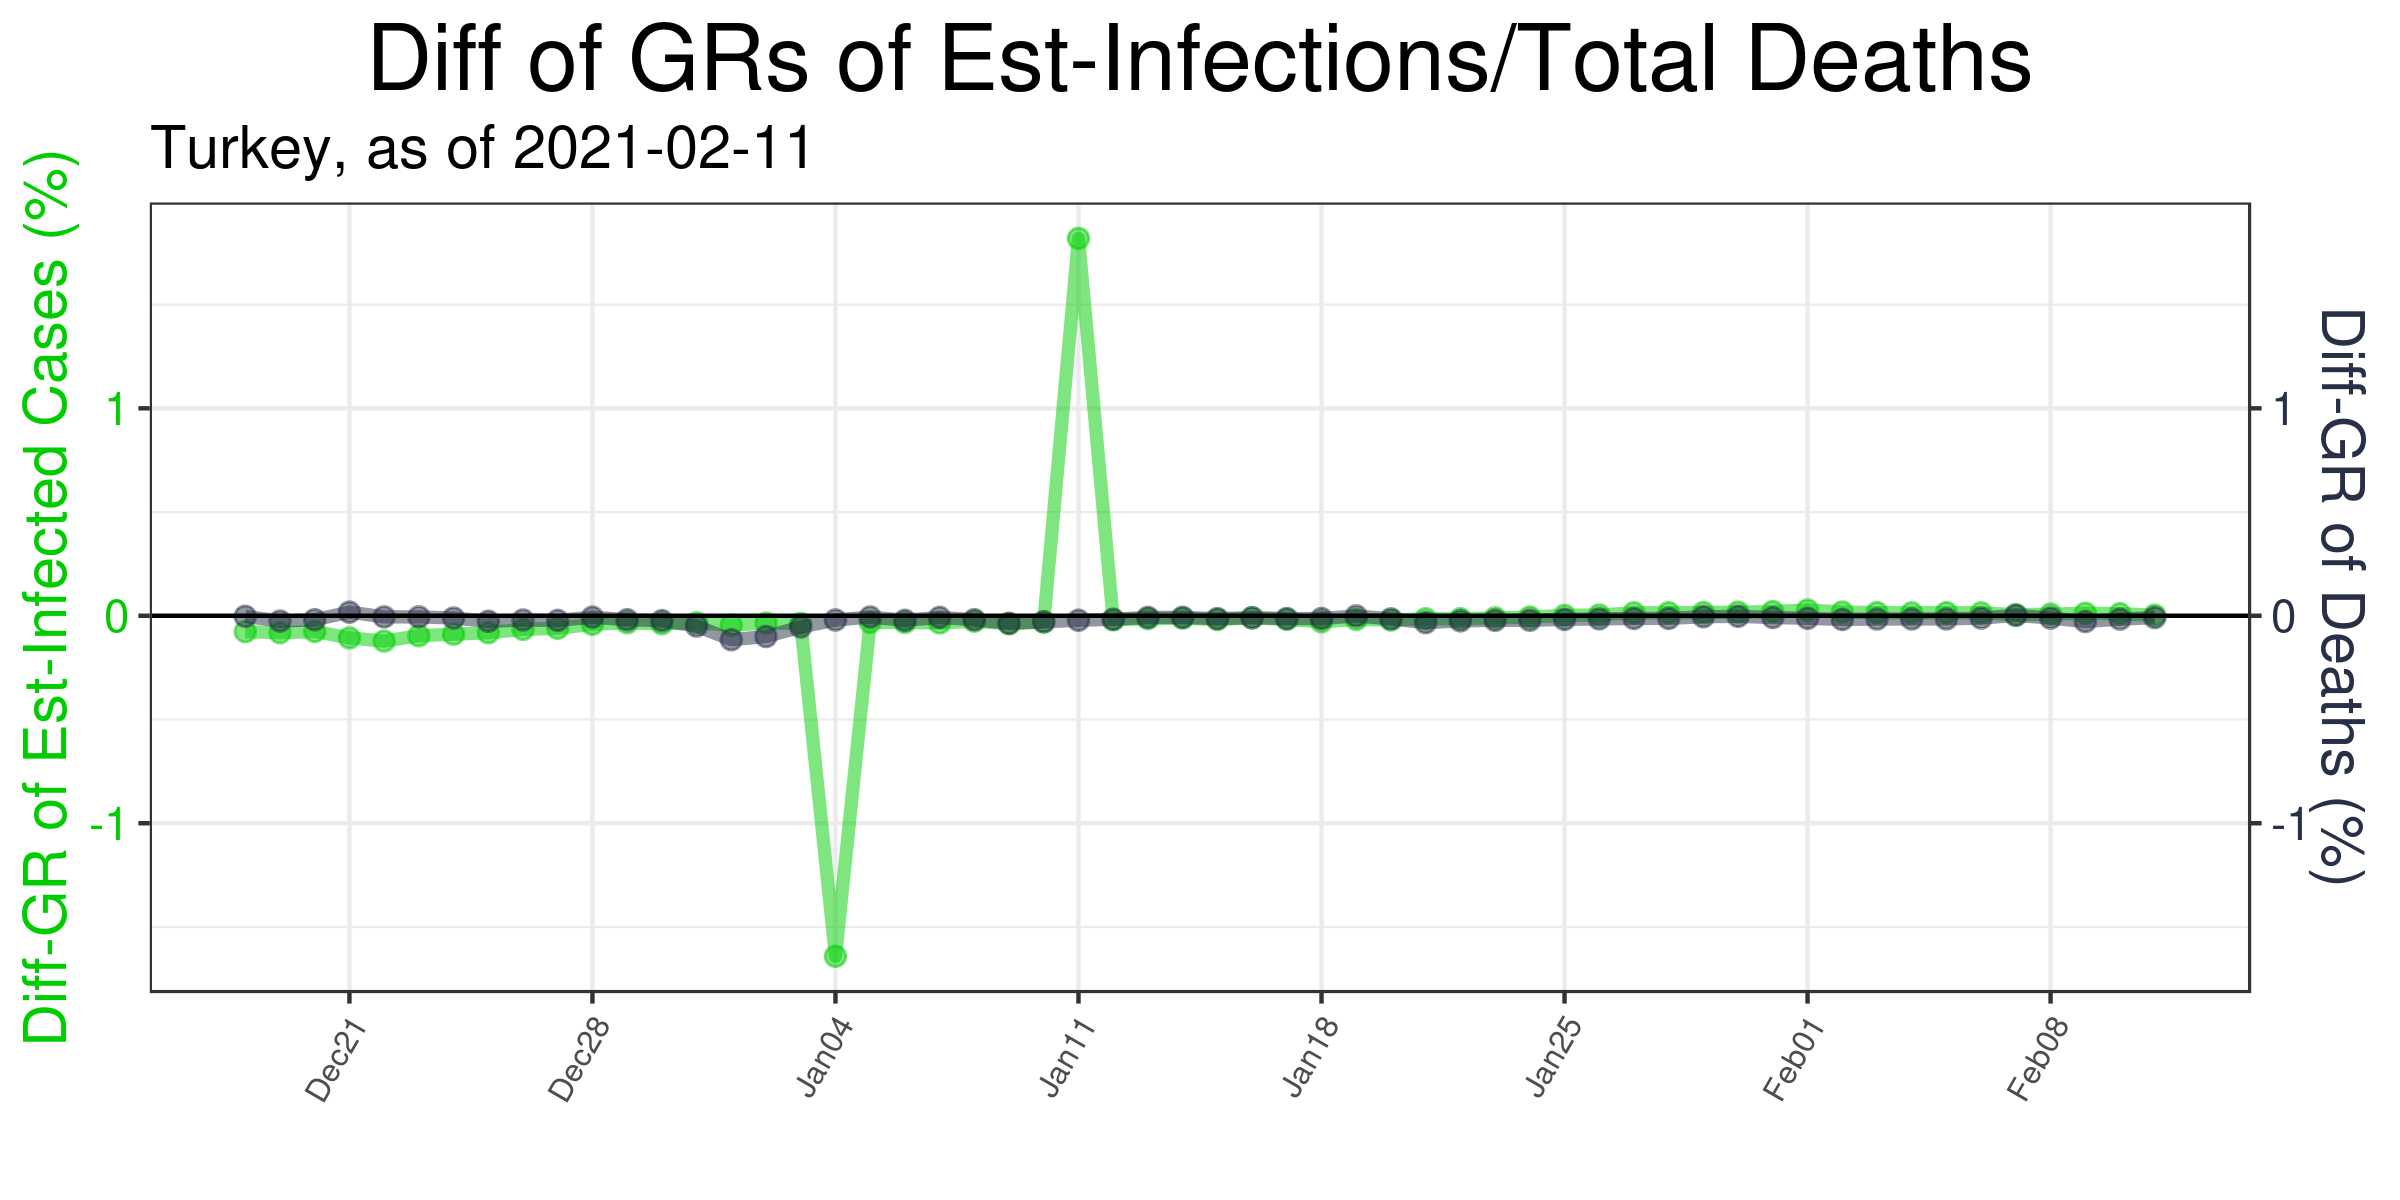 Diff of GRs of Est-Infections/Total Deaths
Turkey, as of 2021-02-11
Diff-GR of Est-Infected Cases (%)
1
0
-1
1
0
-1
Diff-GR of Deaths (%)
Dec21
Dec28
Jan04
Jan11
Jan18
Jan25
Feb01
Feb08